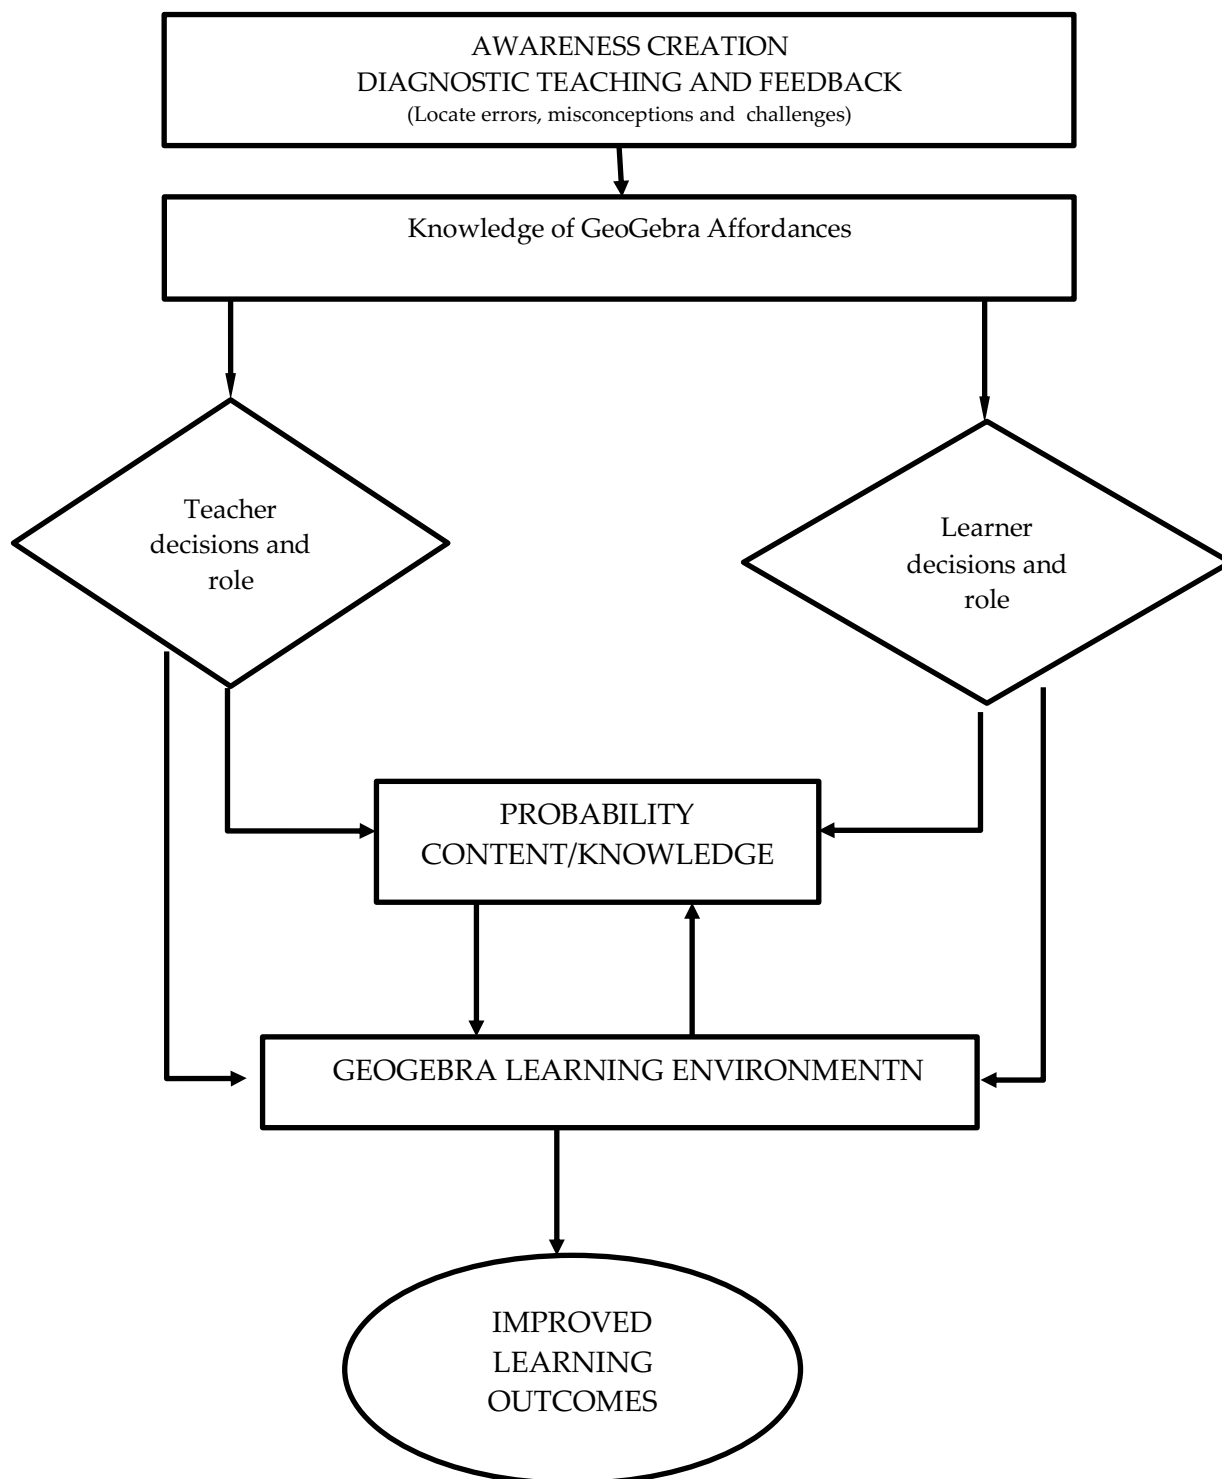 AWARENESS CREATION
DIAGNOSTIC TEACHING AND FEEDBACK
(Locate errors, misconceptions and challenges)
Knowledge of GeoGebra Affordances
Teacher
decisions and
role
Learner
decisions and
role
PROBABILITY
CONTENT/KNOWLEDGE
GEOGEBRA LEARNING ENVIRONMENTN
IMPROVED
LEARNING
OUTCOMES